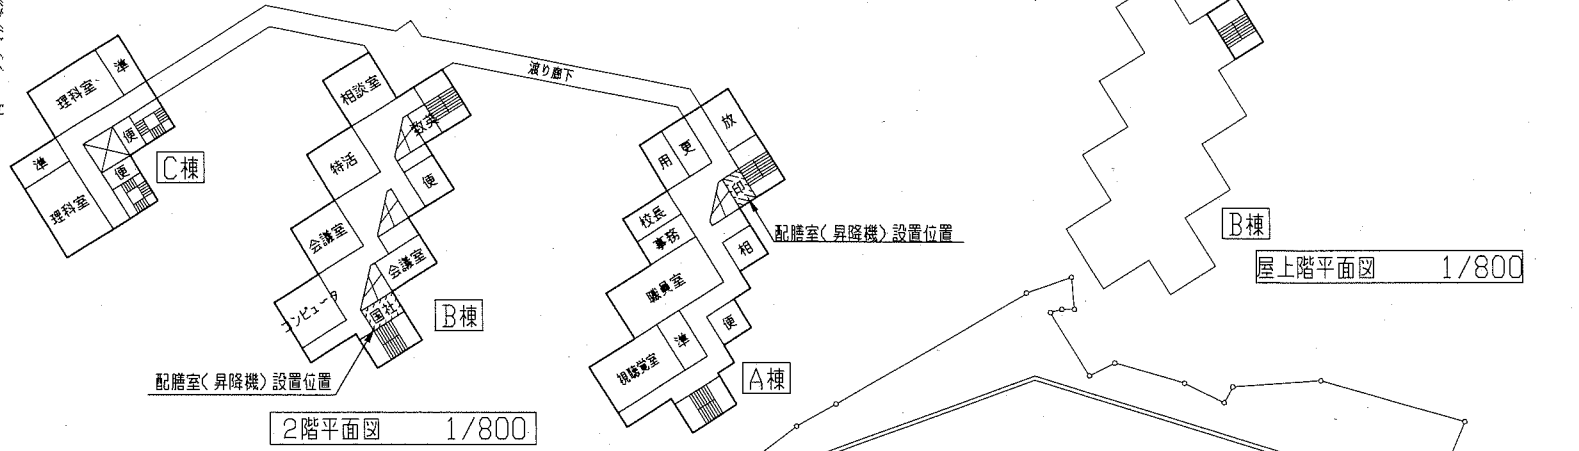 理科室
準
便
準
便
理科室
C棟
相談室
数英
特活
便
会議室
会議室
コンピュータ
国社
B棟
配膳室(昇降機)設置位置
渡り廊下
放
更
用
印
校長
事務
相
職員室
便
準
視聴覚室
A棟
配膳室(昇降機)設置位置
2階平面図 1/800
B棟
屋上階平面図 1/800